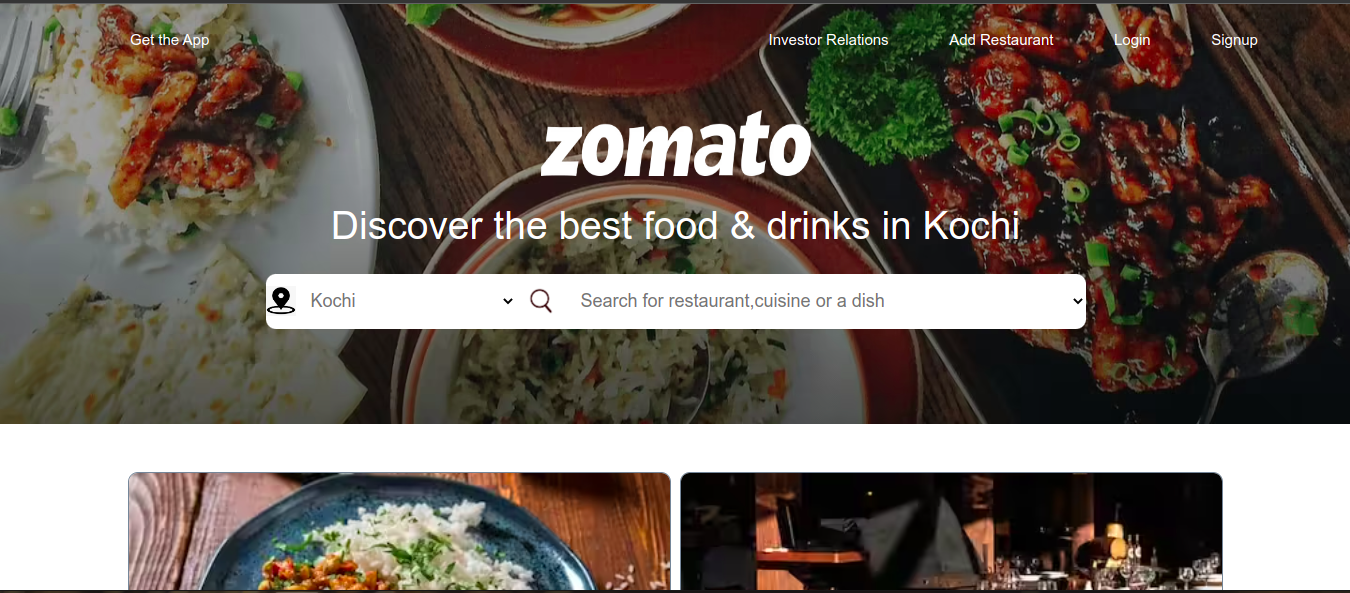 Get the App Investor Relations Add Restaurant Login Signup
zomato
Discover the best food & drinks in Kochi
Kochi Search for restaurant,cuisine or a dish